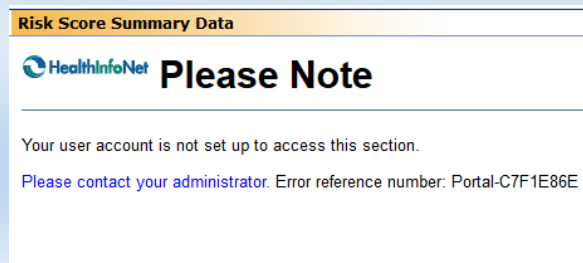 Risk Score Summary Data
HealthInfoNet Please Note
Your user account is not set up to access this section.
Please contact your administrator. Error reference number: Portal-C7F1E86E